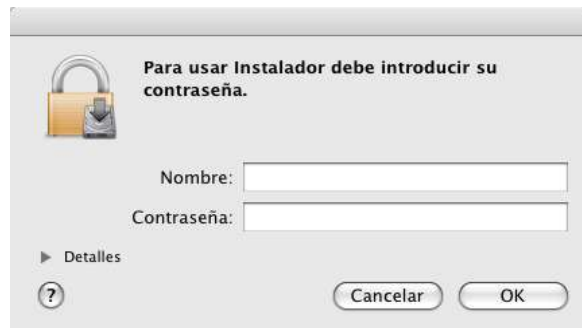 Para usar Instalador debe introducir su
contraseña.
Nombre:
Contraseña:
Detalles
?
Cancelar
OK